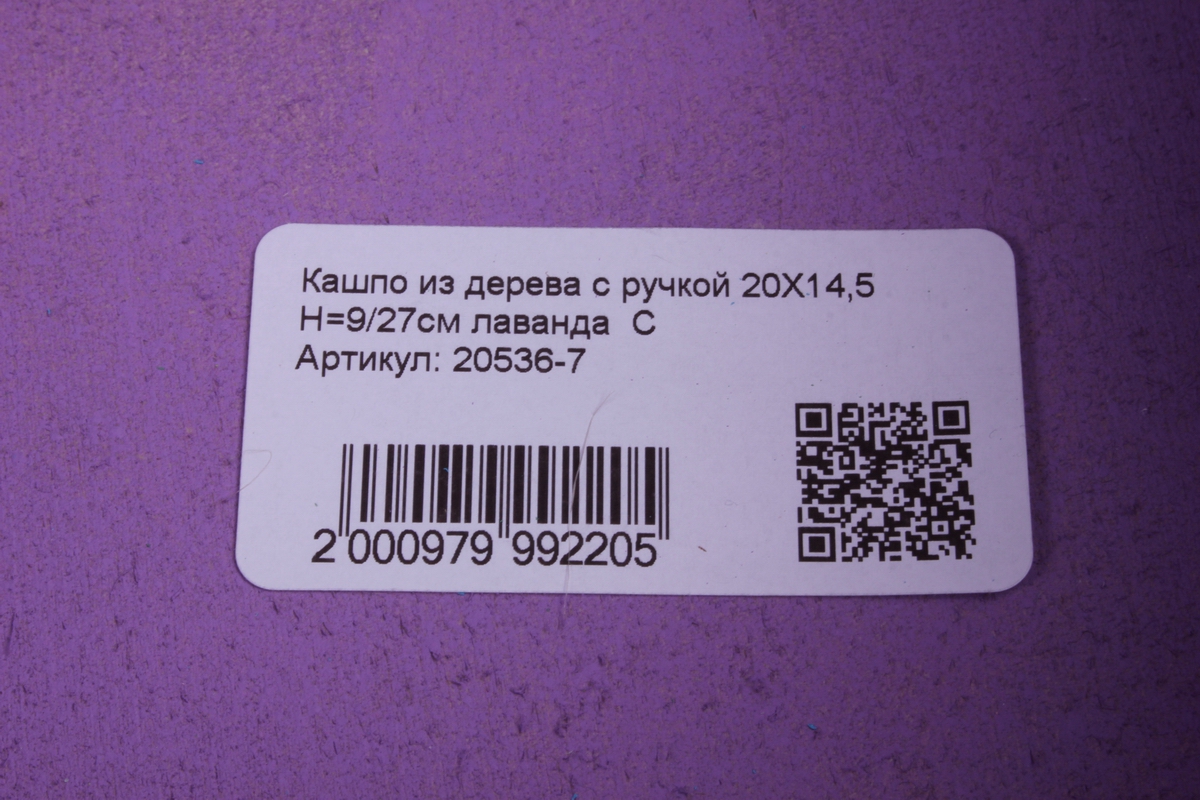 Кашпо из дерева с ручкой 20Х14,5
Н=9/27см лаванда С
Артикул: 20536-7
2 000979 992205